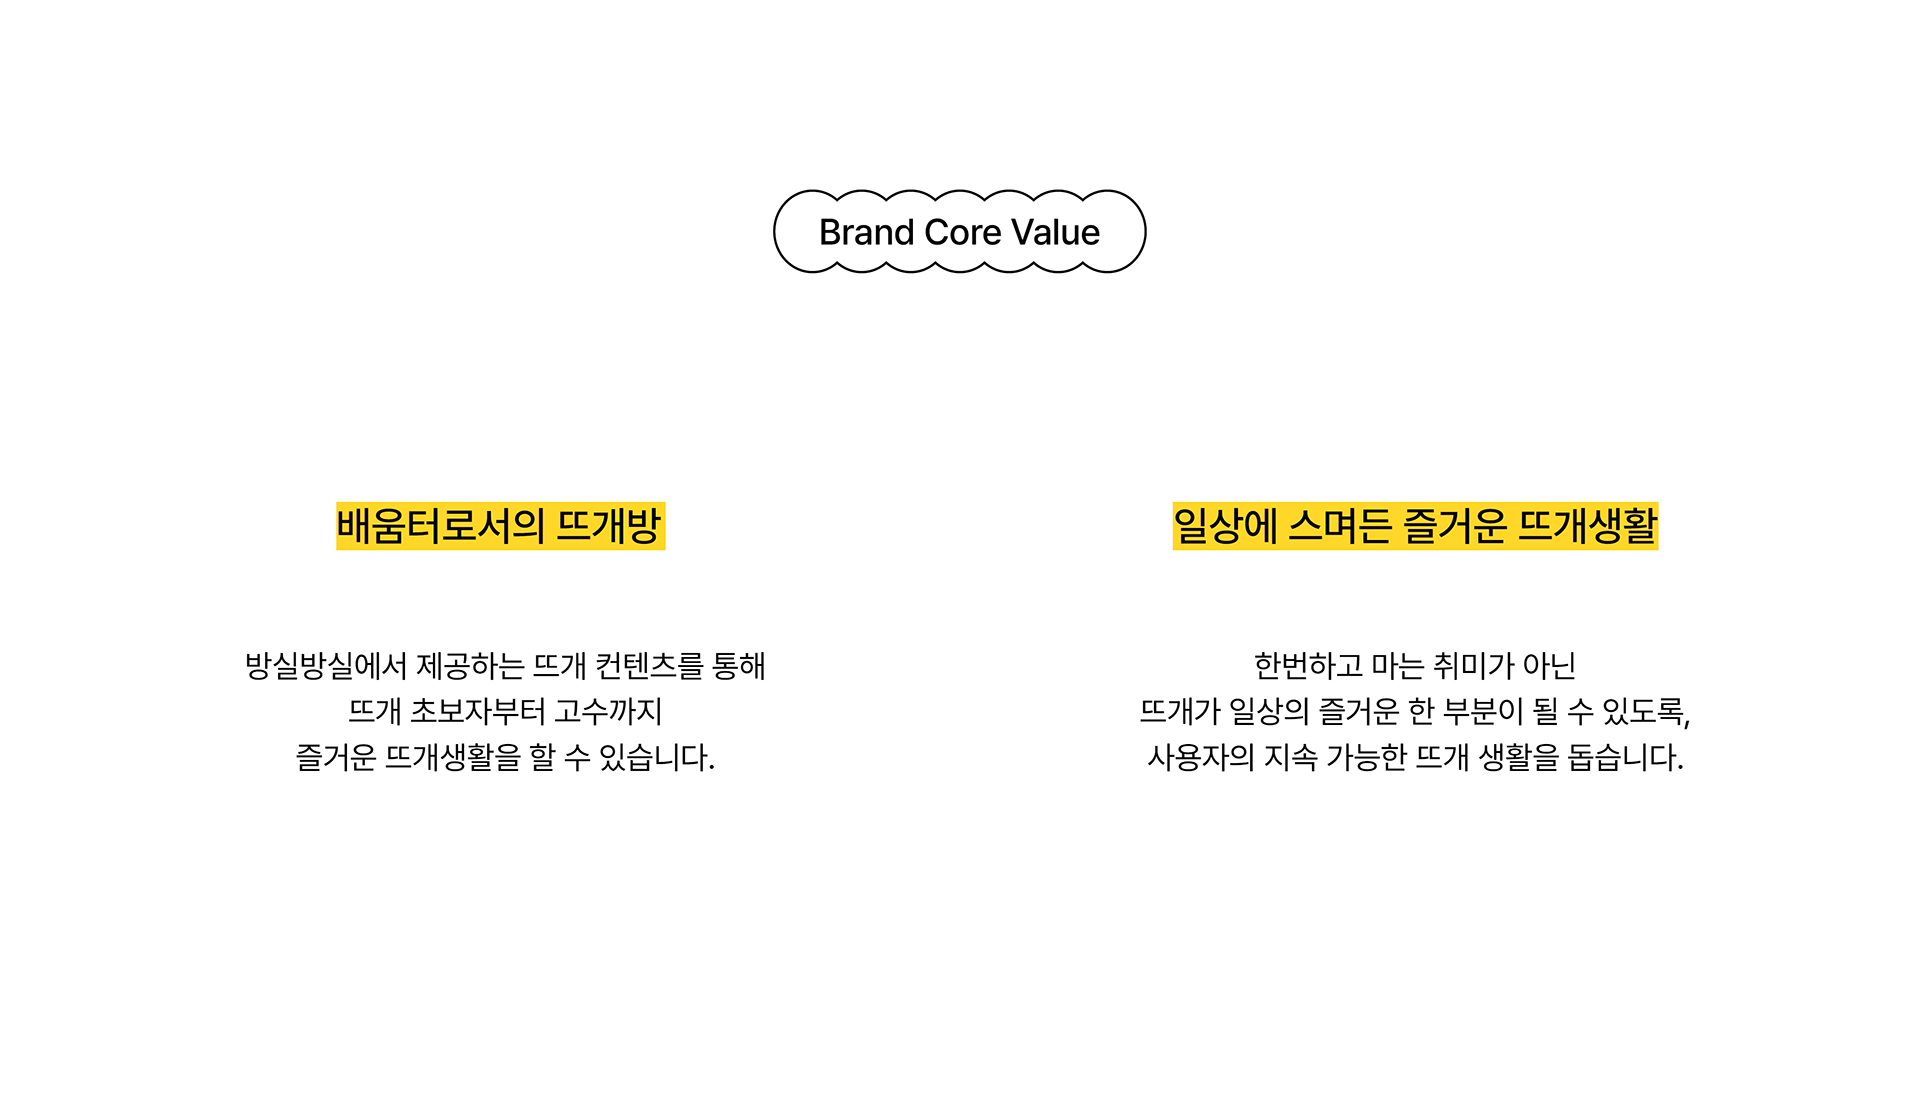 Brand Core Value
배움터로서의 뜨개방
방실방실에서 제공하는 뜨개 컨텐츠를 통해
뜨개 초보자부터 고수까지
즐거운 뜨개생활을 할 수 있습니다.
일상에 스며든 즐거운 뜨개생활
한번하고 마는 취미가 아닌
뜨개가 일상의 즐거운 한 부분이 될 수 있도록,
사용자의 지속 가능한 뜨개 생활을 돕습니다.